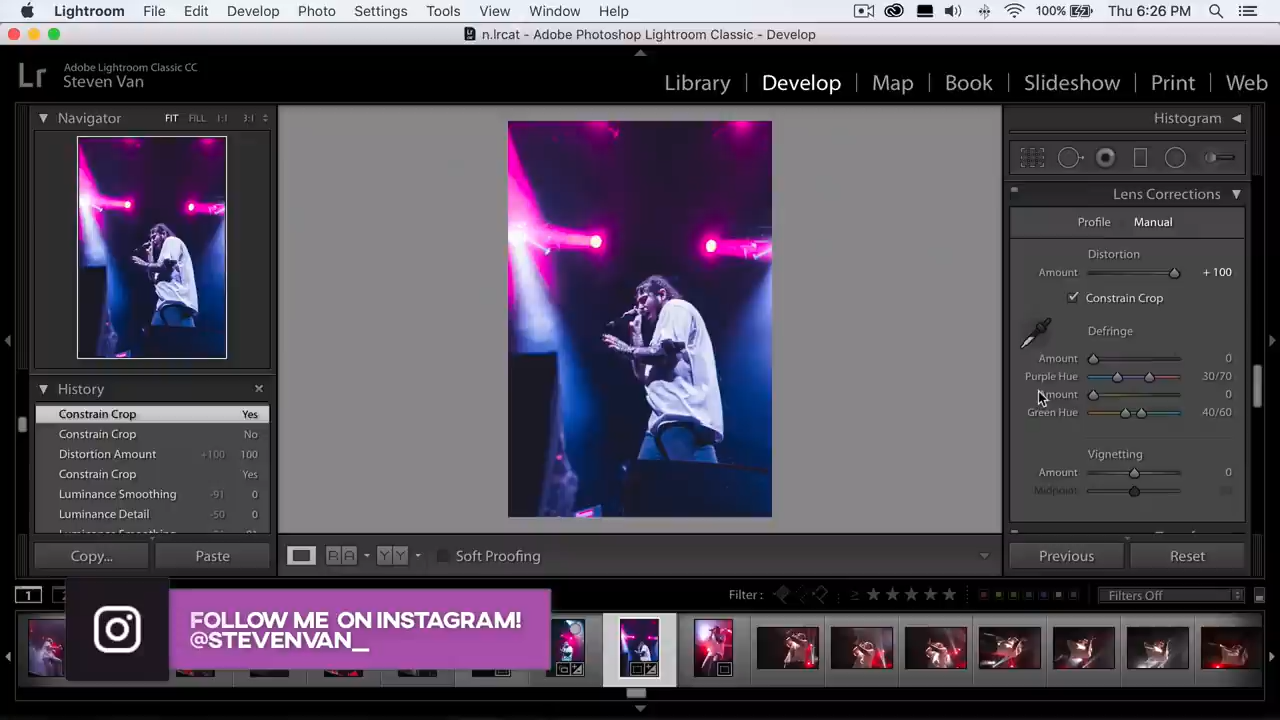 Lightroom File Edit Develop Photo Settings Tools View Window Help 100% Thu 6:26 PM
n.lrcat - Adobe Photoshop Lightroom Classic - Develop
Lr Adobe Lightroom Classic CC
Steven Van
Library | Develop | Map | Book | Slideshow | Print | Web
Navigator FIT FILL 1:1 3:1
Histogram
Lens Corrections
Profile Manual
Distortion
Amount + 100
Constrain Crop
Defringe
Amount 0
Purple Hue 30/70
Amount 0
Green Hue 40/60
Vignetting
Amount 0
Midpoint
History
Constrain Crop Yes
Constrain Crop No
Distortion Amount +100 100
Constrain Crop Yes
Luminance Smoothing -91 0
Luminance Detail -50 0
Copy... Paste
R A Y Y Soft Proofing
Previous Reset
1 2
Filter : ≥ ★★★★★ Filters Off
FOLLOW ME ON INSTAGRAM!
@STEVENVAN_